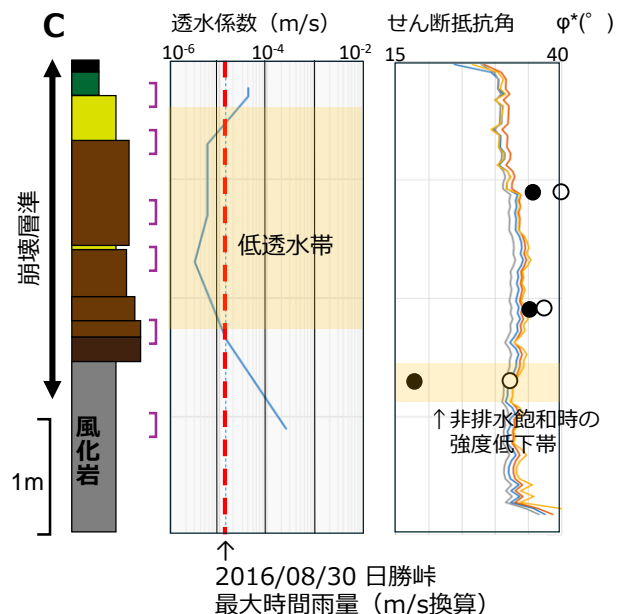 C
透水係数（m/s）
10-6 10-4 10-2
せん断抵抗角 φ*(° )
15 40
崩壊層準
低透水帯
↑非排水飽和時の
強度低下帯
風化岩
1m
↑
2016/08/30 日勝峠
最大時間雨量（m/s換算）